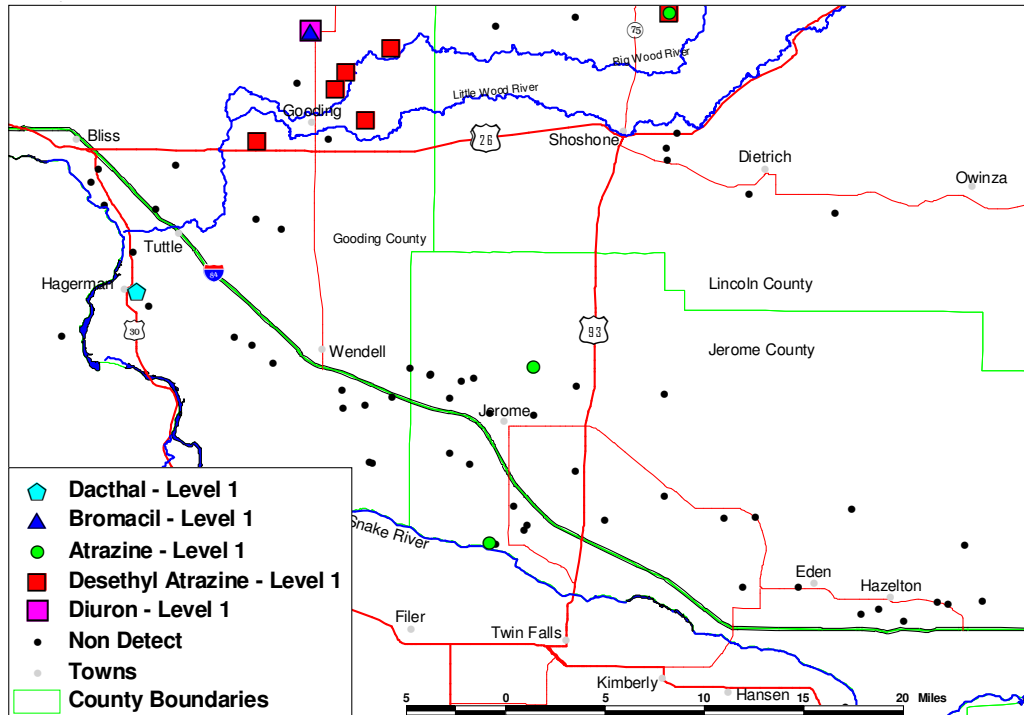 75
Big Wood River
Little Wood River
Gooding
Bliss
26
Shoshone
Dietrich
Owinza
Gooding County
Tuttle
84
Hagerman
Lincoln County
30
93
Wendell
Jerome County
Jerome
Snake River
Eden
Hazelton
Filer
Twin Falls
Kimberly
Hansen
Dacthal - Level 1
Bromacil - Level 1
Atrazine - Level 1
Desethyl Atrazine - Level 1
Diuron - Level 1
Non Detect
Towns
County Boundaries
5 0 5 10 15 20 Miles